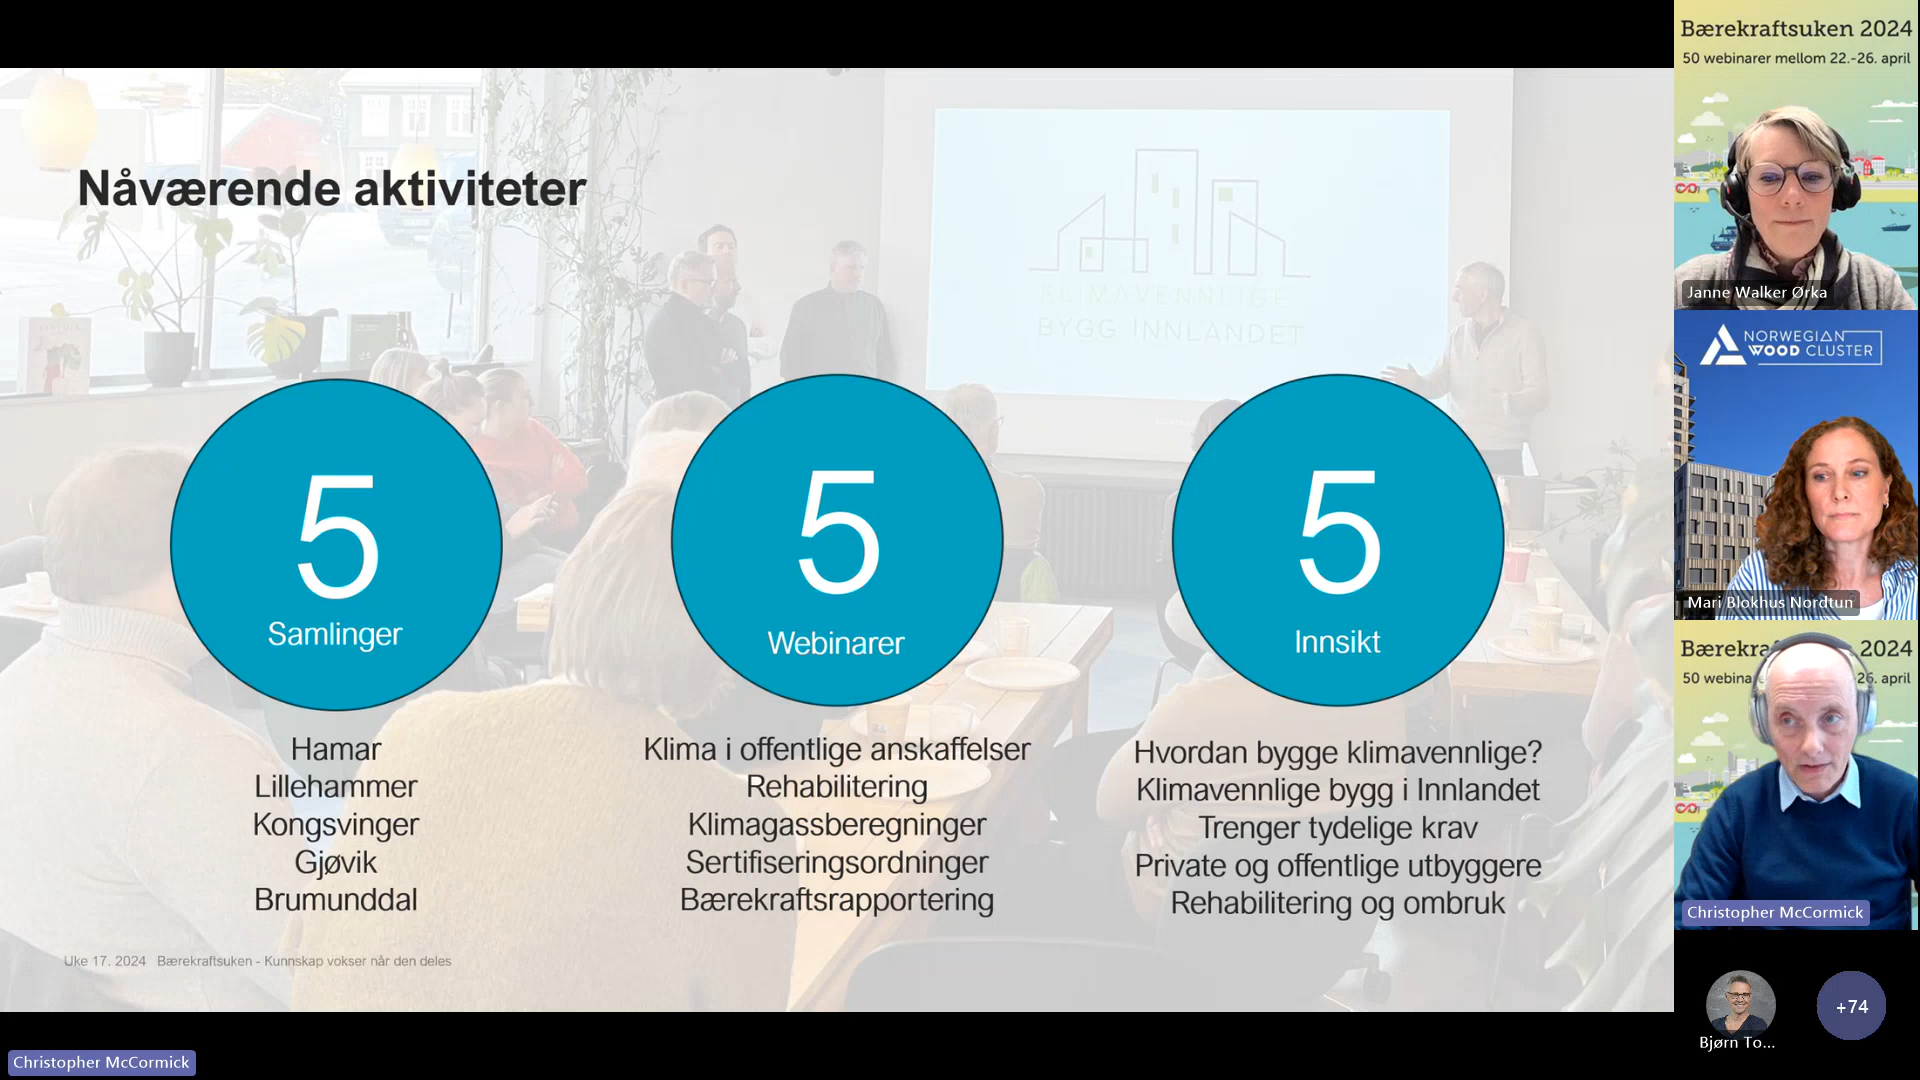 Nåværende aktiviteter
KLIMAVENNLIGE
BYGG INNLANDET
5
Samlinger
Hamar
Lillehammer
Kongsvinger
Gjøvik
Brumunddal
5
Webinarer
Klima i offentlige anskaffelser
Rehabilitering
Klimagassberegninger
Sertifiseringsordninger
Bærekraftsrapportering
5
Innsikt
Hvordan bygge klimavennlige?
Klimavennlige bygg i Innlandet
Trenger tydelige krav
Private og offentlige utbyggere
Rehabilitering og ombruk
Uke 17. 2024 Bærekraftsuken - Kunnskap vokser når den deles
Christopher McCormick
Bærekraftsuken 2024
50 webinarer mellom 22.-26. april
Janne Walker Ørka
NORWEGIAN
WOOD CLUSTER
Mari Blokhus Nordtun
Bærekra 2024
50 webina 26. april
Christopher McCormick
Bjørn To...
+74